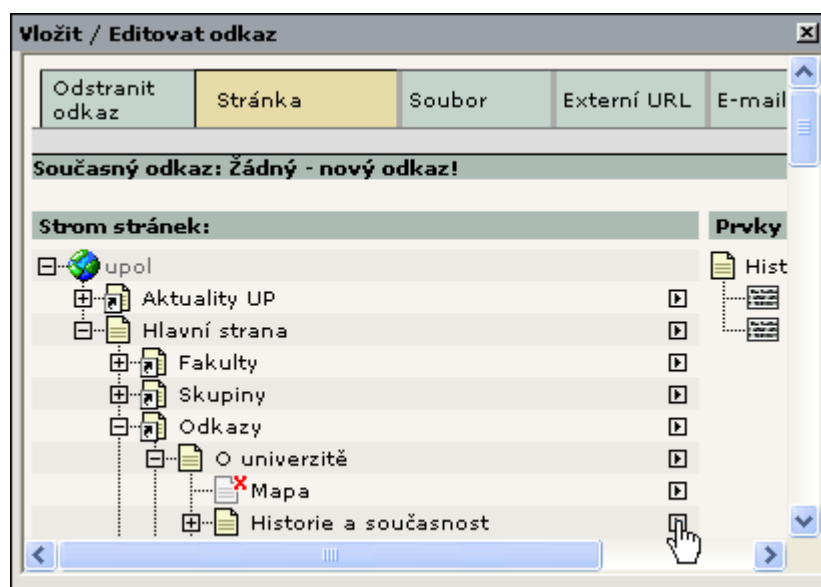 Vložit / Editovat odkaz
Odstranit
odkaz
Stránka
Soubor
Externí URL
E-mail
Současný odkaz: Žádný - nový odkaz!
Strom stránek:
Prvky
upol
Hist
Aktuality UP
Hlavní strana
Fakulty
Skupiny
Odkazy
O univerzitě
Mapa
Historie a současnost